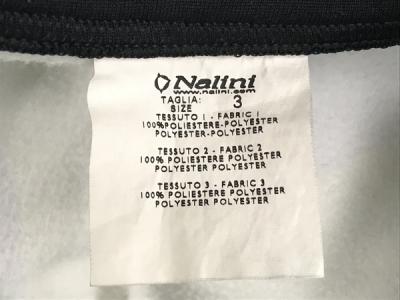 Nalini
www.nalini.com
TAGLIA: 3
SIZE
TESSUTO 1 - FABRIC 1
100%POLIESTERE-POLYESTER
POLYESTER-POLYESTER
TESSUTO 2 - FABRIC 2
100% POLIESTERE POLYESTER
POLYESTER POLYESTER
TESSUTO 3 - FABRIC 3
100% POLIESTERE POLYESTER
POLYESTER POLYESTER